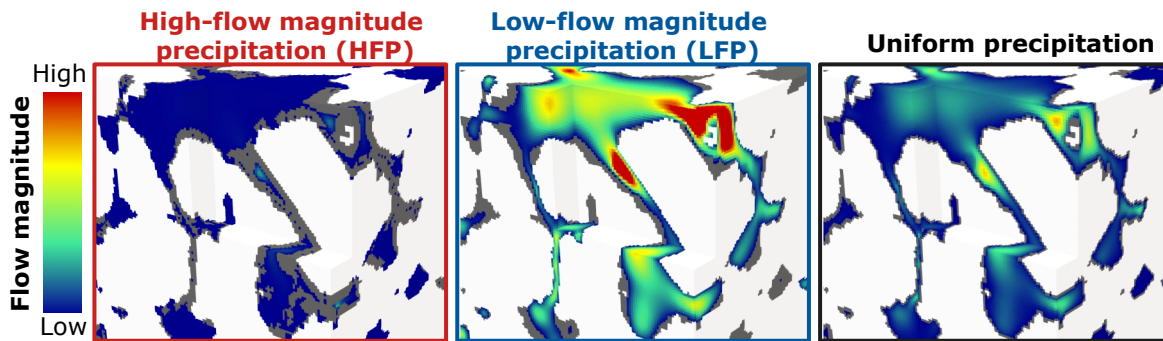 High-flow magnitude
precipitation (HFP)
Low-flow magnitude
precipitation (LFP)
Uniform precipitation
High
Flow magnitude
Low